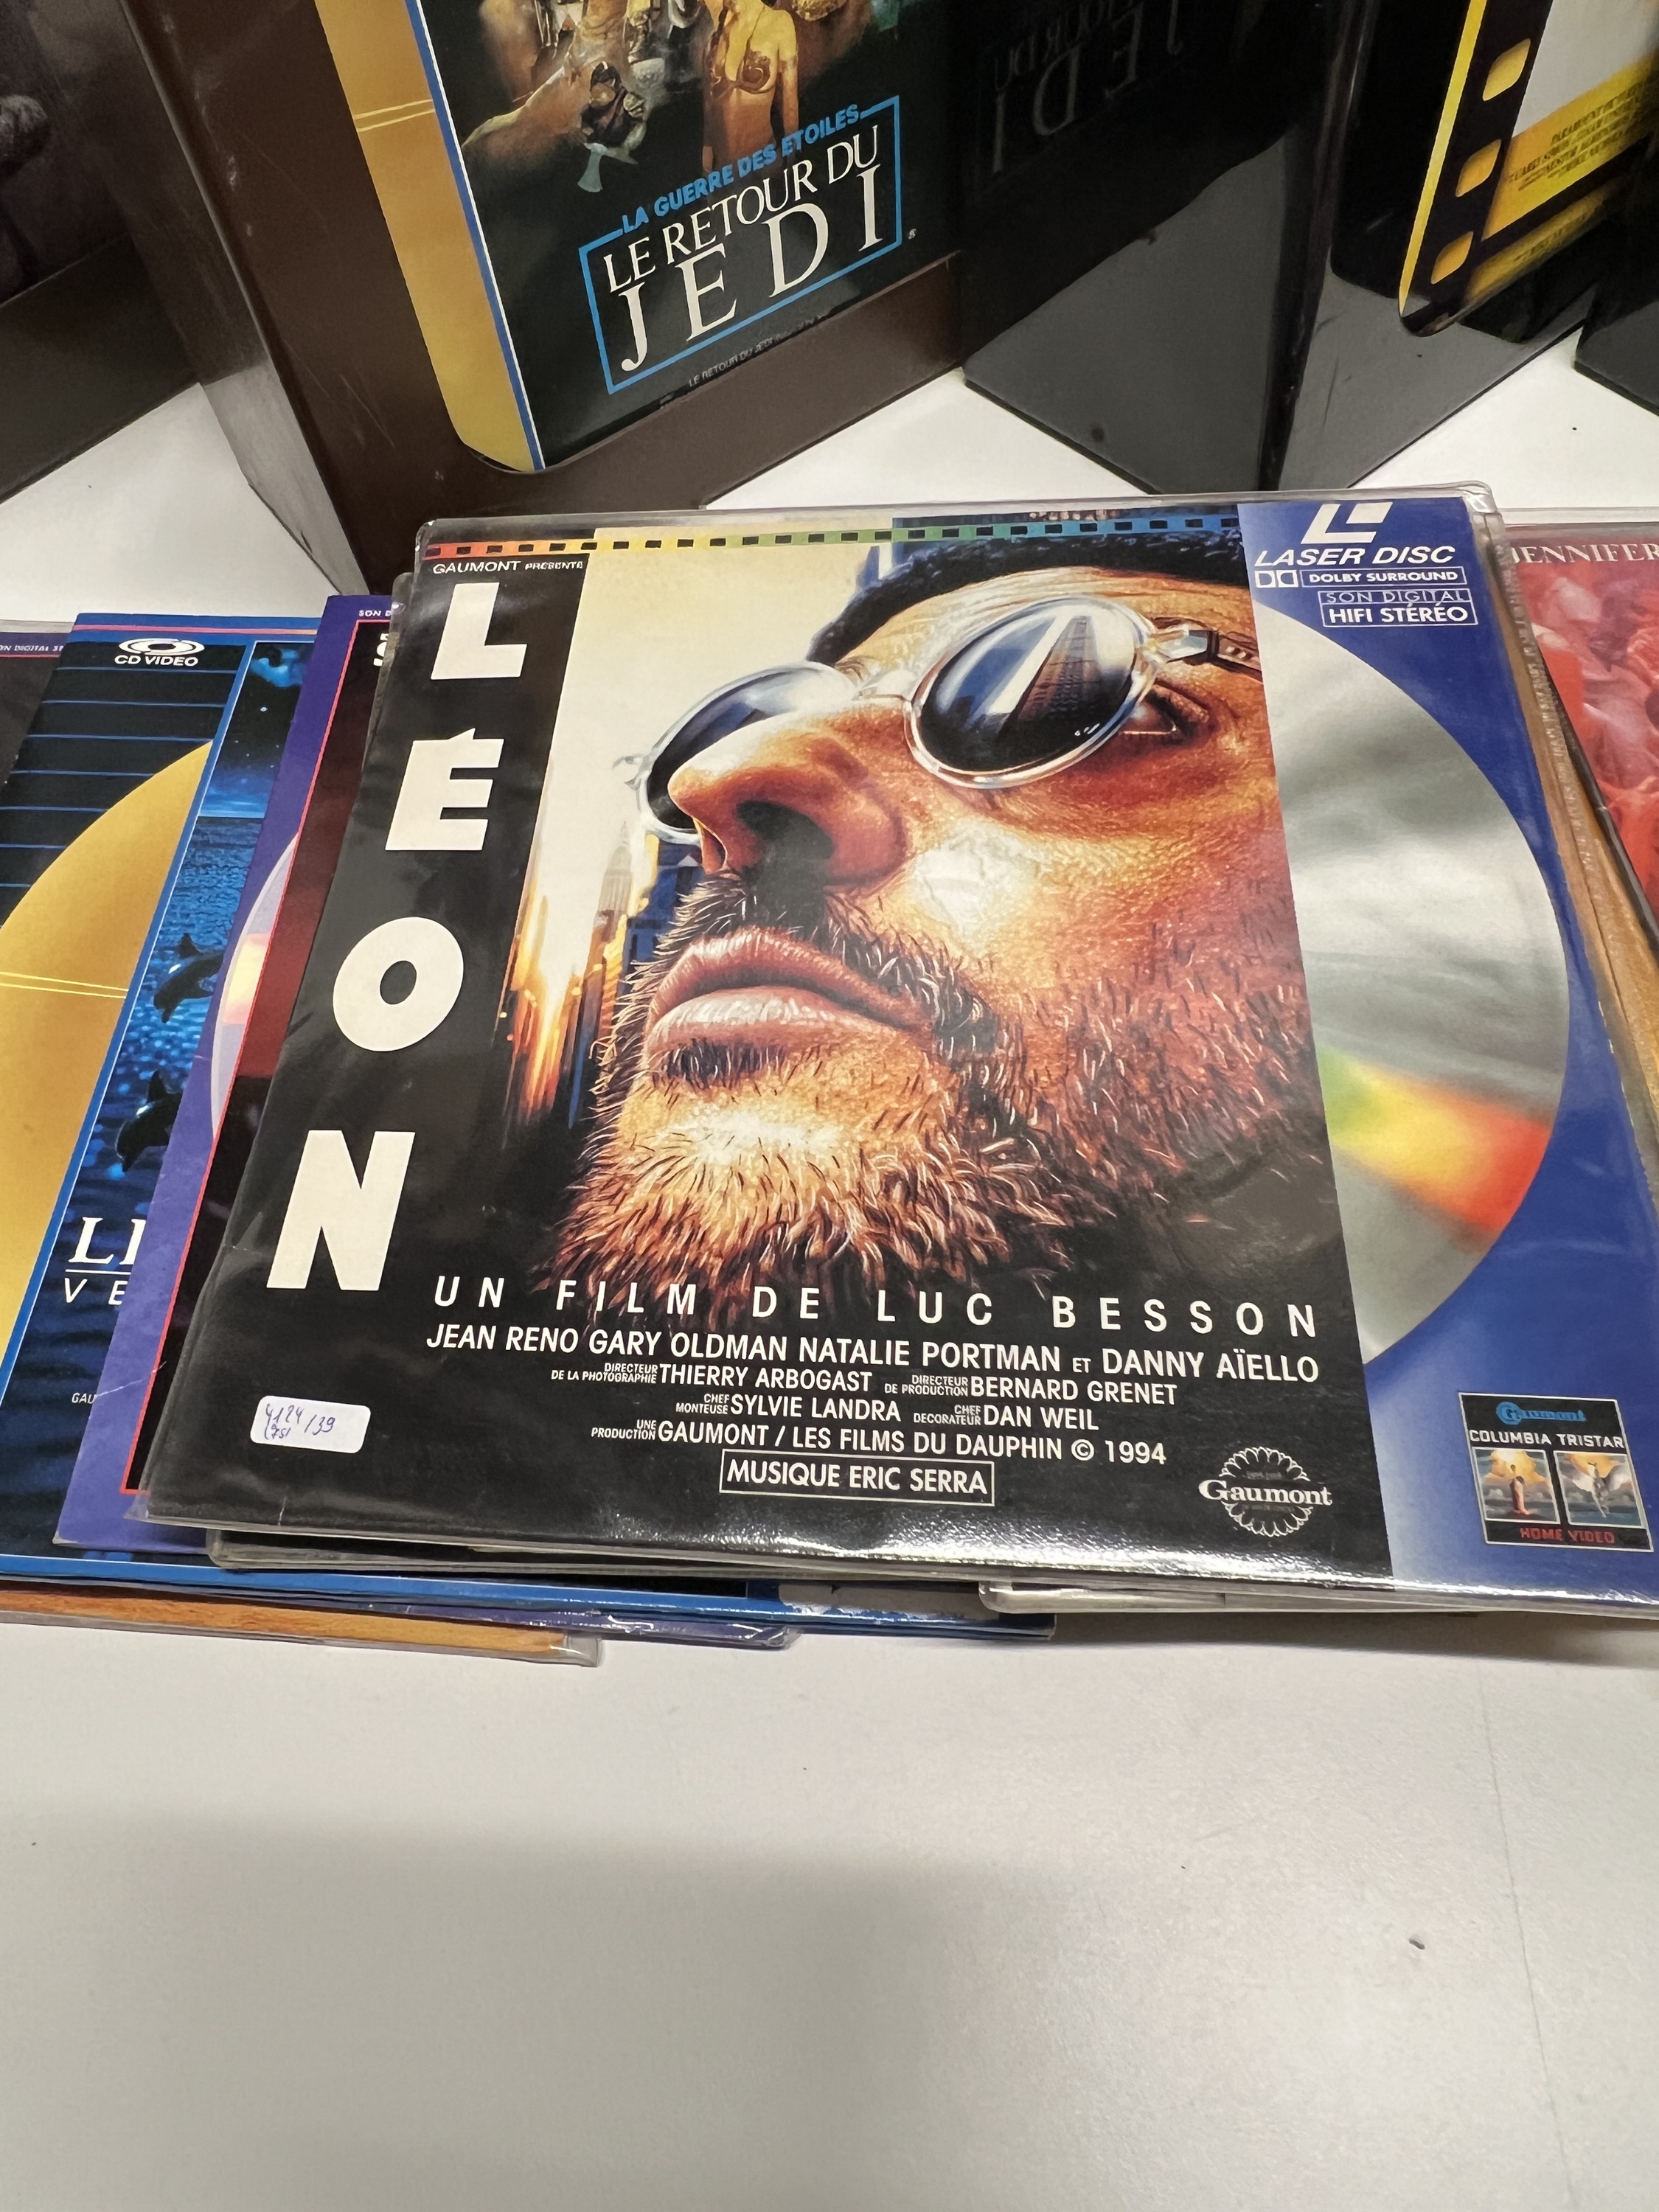 LA GUERRE DES ETOILES
LE RETOUR DU
JEDI
GAUMONT PRÉSENTE
LÉON
UN FILM DE LUC BESSON
JEAN RENO GARY OLDMAN NATALIE PORTMAN ET DANNY AÏELLO
DIRECTEUR DE LA PHOTOGRAPHIE THIERRY ARBOGAST DIRECTEUR DE PRODUCTION BERNARD GRENET
CHEF MONTEUSE SYLVIE LANDRA CHEF DECORATEUR DAN WEIL
UNE PRODUCTION GAUMONT / LES FILMS DU DAUPHIN © 1994
MUSIQUE ERIC SERRA
Gaumont
LASER DISC
DOLBY SURROUND
SON DIGITAL
HIFI STÉRÉO
Gaumont
COLUMBIA TRISTAR
HOME VIDEO
CD VIDEO
JENNIFER